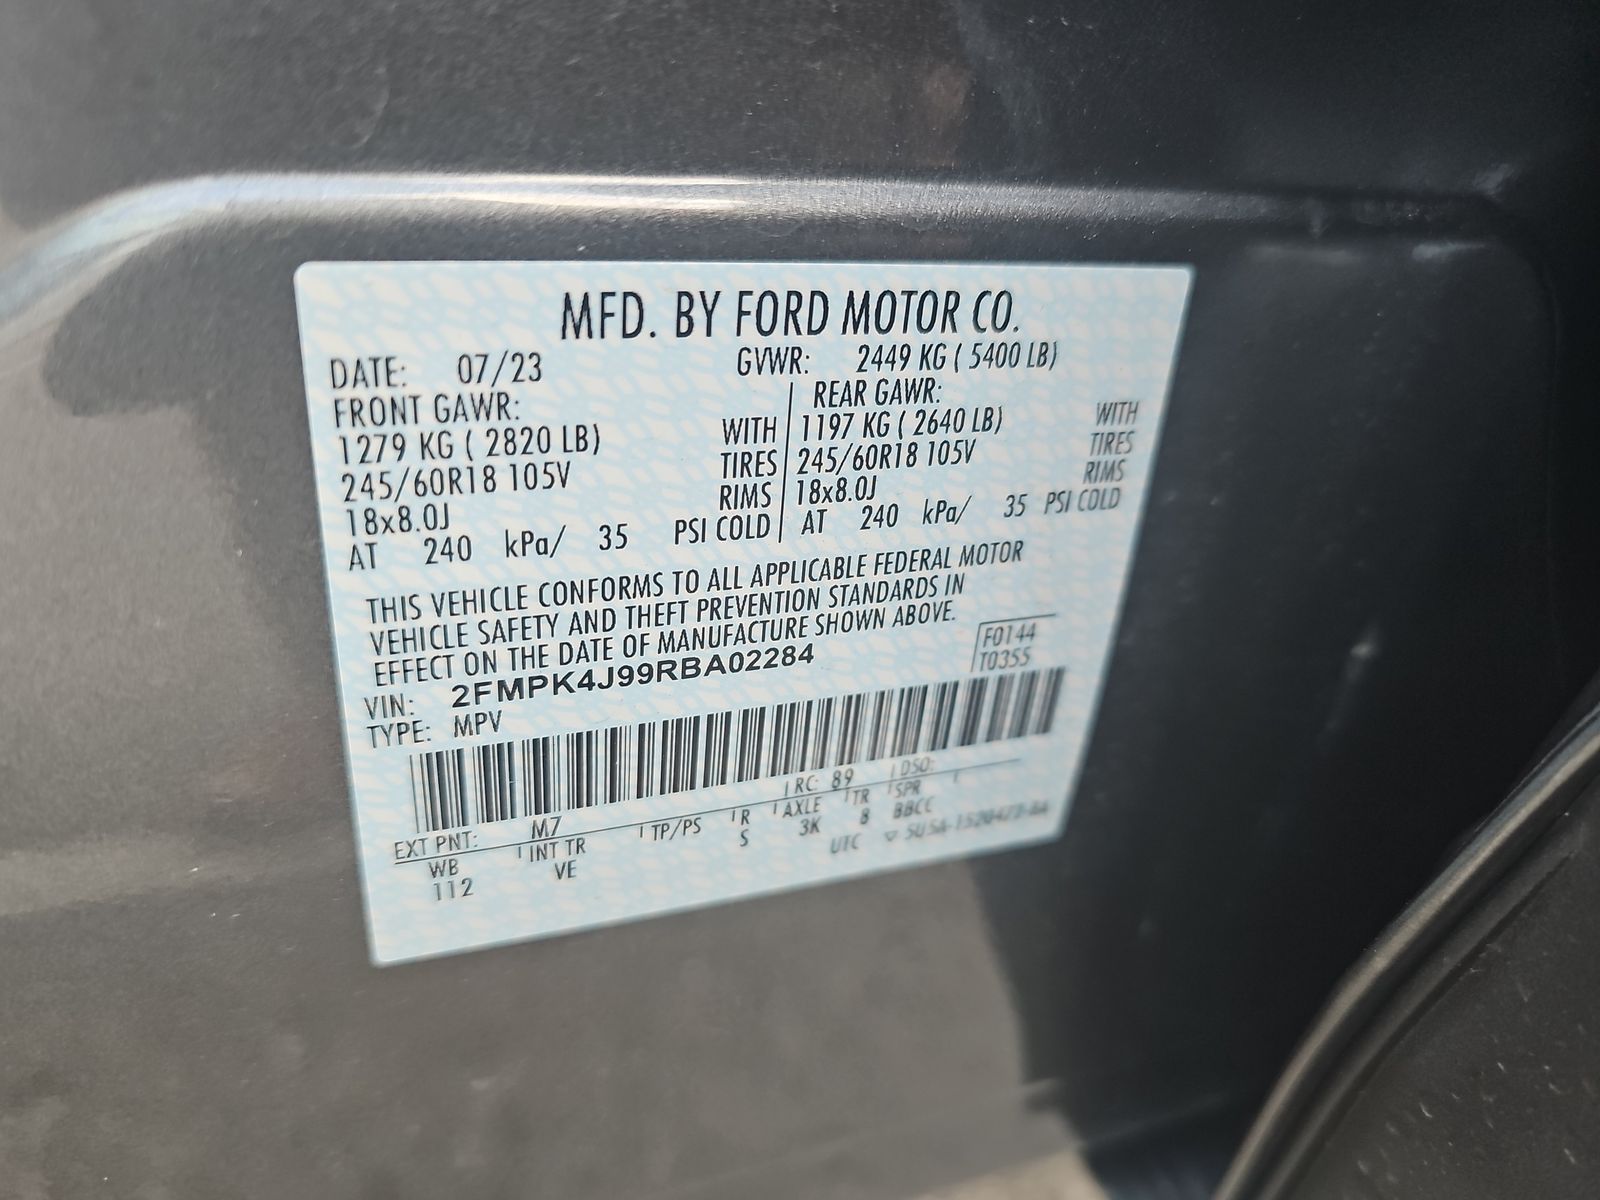 MFD. BY FORD MOTOR CO.
DATE: 07/23 GVWR: 2449 KG ( 5400 LB)
FRONT GAWR: REAR GAWR:
1279 KG ( 2820 LB) WITH 1197 KG ( 2640 LB) WITH
245/60R18 105V TIRES 245/60R18 105V TIRES
18x8.0J RIMS 18x8.0J RIMS
AT 240 kPa/ 35 PSI COLD AT 240 kPa/ 35 PSI COLD
THIS VEHICLE CONFORMS TO ALL APPLICABLE FEDERAL MOTOR
VEHICLE SAFETY AND THEFT PREVENTION STANDARDS IN
EFFECT ON THE DATE OF MANUFACTURE SHOWN ABOVE.
F0144
VIN: 2FMPK4J99RBA02284 T0355
TYPE: MPV
EXT PNT: M7 RC: 89 DSO:
WB INT TR TP/PS R AXLE TR SPR
112 VE S 3K 8 BBCC
UTC